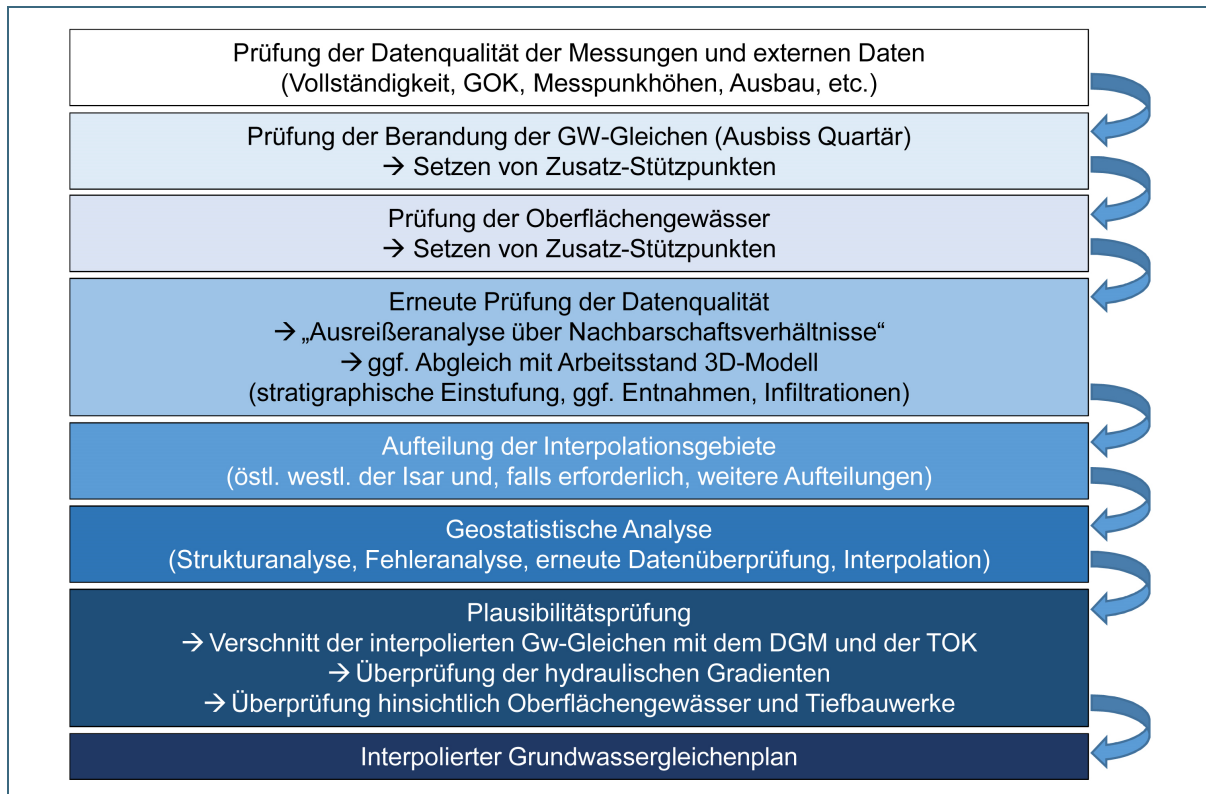 Prüfung der Datenqualität der Messungen und externen Daten
(Vollständigkeit, GOK, Messpunkhöhen, Ausbau, etc.)
Prüfung der Berandung der GW-Gleichen (Ausbiss Quartär)
→ Setzen von Zusatz-Stützpunkten
Prüfung der Oberflächengewässer
→ Setzen von Zusatz-Stützpunkten
Erneute Prüfung der Datenqualität
→ „Ausreißeranalyse über Nachbarschaftsverhältnisse“
→ ggf. Abgleich mit Arbeitsstand 3D-Modell
(stratigraphische Einstufung, ggf. Entnahmen, Infiltrationen)
Aufteilung der Interpolationsgebiete
(östl. westl. der Isar und, falls erforderlich, weitere Aufteilungen)
Geostatistische Analyse
(Strukturanalyse, Fehleranalyse, erneute Datenüberprüfung, Interpolation)
Plausibilitätsprüfung
→ Verschnitt der interpolierten Gw-Gleichen mit dem DGM und der TOK
→ Überprüfung der hydraulischen Gradienten
→ Überprüfung hinsichtlich Oberflächengewässer und Tiefbauwerke
Interpolierter Grundwassergleichenplan